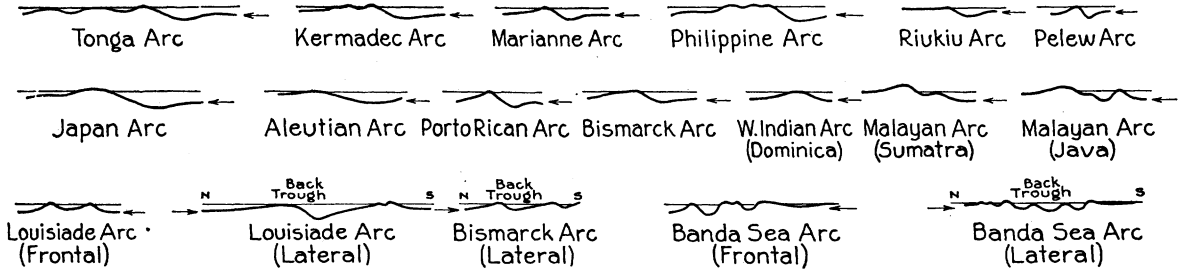 Tonga Arc
Kermadec Arc
Marianne Arc
Philippine Arc
Riukiu Arc
Pelew Arc
Japan Arc
Aleutian Arc
Porto Rican Arc
Bismarck Arc
W. Indian Arc
(Dominica)
Malayan Arc
(Sumatra)
Malayan Arc
(Java)
Louisiade Arc
(Frontal)
N
Back
Trough
S
Louisiade Arc
(Lateral)
N
Back
Trough
S
Bismarck Arc
(Lateral)
Banda Sea Arc
(Frontal)
N
Back
Trough
S
Banda Sea Arc
(Lateral)